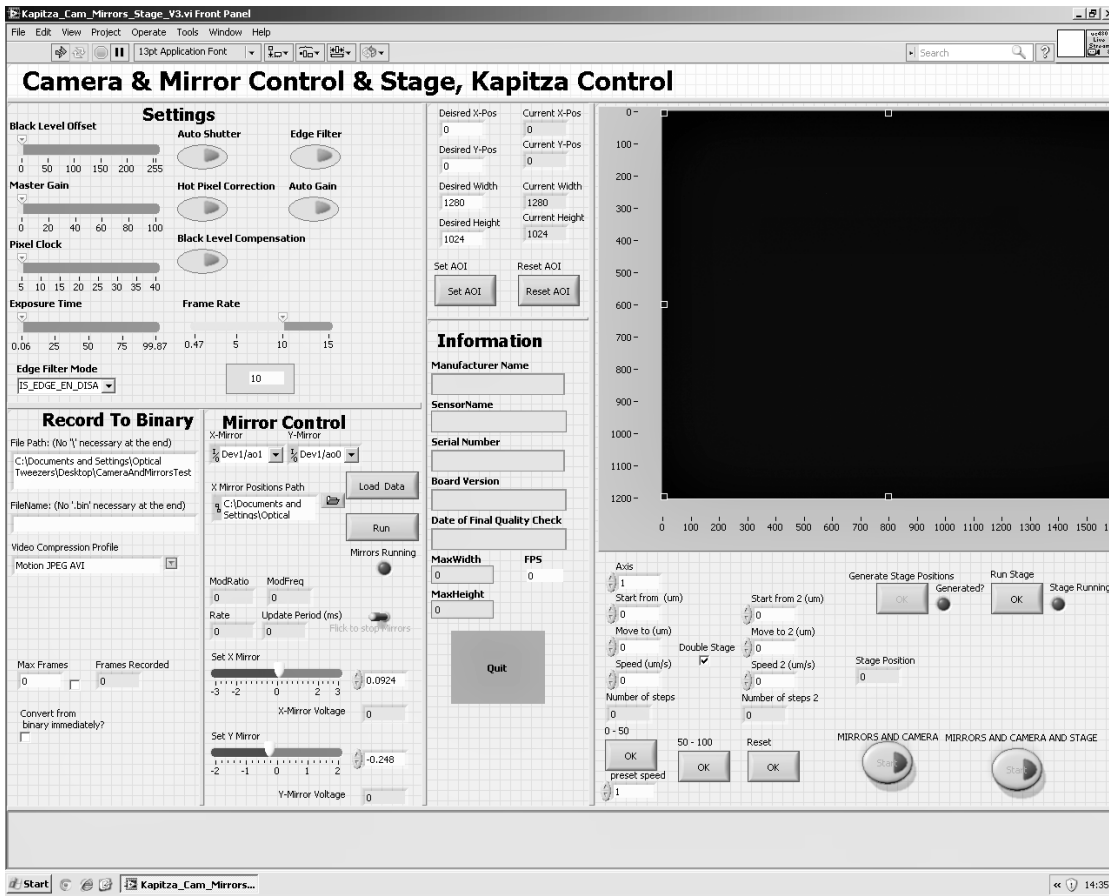 Kapitza_Cam_Mirrors_Stage_V3.vi Front Panel
File Edit View Project Operate Tools Window Help
13pt Application Font
Search
Camera & Mirror Control & Stage, Kapitza Control
Settings
Black Level Offset
0 50 100 150 200 255
Auto Shutter
Edge Filter
Master Gain
0 20 40 60 80 100
Hot Pixel Correction
Auto Gain
Pixel Clock
5 10 15 20 25 30 35 40
Black Level Compensation
Exposure Time
0.06 25 50 75 99.87
Frame Rate
0.47 5 10 15
10
Edge Filter Mode
IS_EDGE_EN_DISA
Desired X-Pos
0
Current X-Pos
0
Desired Y-Pos
0
Current Y-Pos
0
Desired Width
1280
Current Width
1280
Desired Height
1024
Current Height
1024
Set AOI
Reset AOI
Set AOI
Reset AOI
Information
Manufacturer Name
SensorName
Serial Number
Board Version
Date of Final Quality Check
MaxWidth
0
FPS
0
MaxHeight
0
Quit
Record To Binary
File Path: (No '\' necessary at the end)
C:\Documents and Settings\Optical
Tweezers\Desktop\CameraAndMirrorsTest
FileName: (No '.bin' necessary at the end)
Video Compression Profile
Motion JPEG AVI
Max Frames
0
Frames Recorded
0
Convert from
binary immediately?
Mirror Control
X-Mirror
Dev1/ao1
Y-Mirror
Dev1/ao0
X Mirror Positions Path
C:\Documents and
Settings\Optical
Load Data
Run
Mirrors Running
ModRatio
0
ModFreq
0
Rate
0
Update Period (ms)
0
Flick to stop Mirrors
Set X Mirror
-3 -2 0 2 3
0.0924
X-Mirror Voltage
0
Set Y Mirror
-2 -1 0 1 2
-0.248
Y-Mirror Voltage
0
0
100
200
300
400
500
600
700
800
900
1000
1100
1200
0 100 200 300 400 500 600 700 800 900 1000 1100 1200 1300 1400 1500
Axis
1
Start from (um)
0
Move to (um)
0
Speed (um/s)
0
Number of steps
0
Double Stage
Start from 2 (um)
0
Move to 2 (um)
0
Speed 2 (um/s)
0
Number of steps 2
0
0 - 50
OK
50 - 100
OK
Reset
OK
preset speed
1
Generate Stage Positions
OK
Generated?
Run Stage
OK
Stage Running
Stage Position
0
MIRRORS AND CAMERA
Start
MIRRORS AND CAMERA AND STAGE
Start
Start
Kapitza_Cam_Mirrors...
14:35